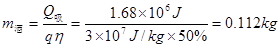 m酒 = Q吸 / qη = 1.68×10⁶J / 3×10⁷J/kg×50% = 0.112kg